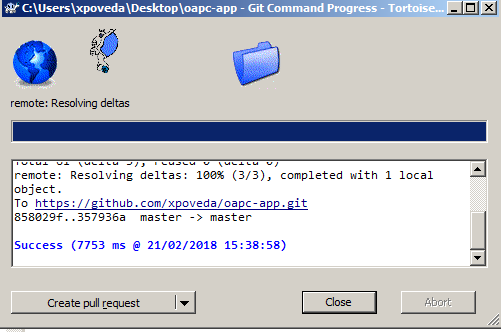 C:\Users\xpoveda\Desktop\oapc-app - Git Command Progress - Tortoise...
remote: Resolving deltas
remote: Resolving deltas: 100% (3/3), completed with 1 local
object.
To https://github.com/xpoveda/oapc-app.git
858029f..357936a master -> master
Success (7753 ms @ 21/02/2018 15:38:58)
Create pull request
Close
Abort